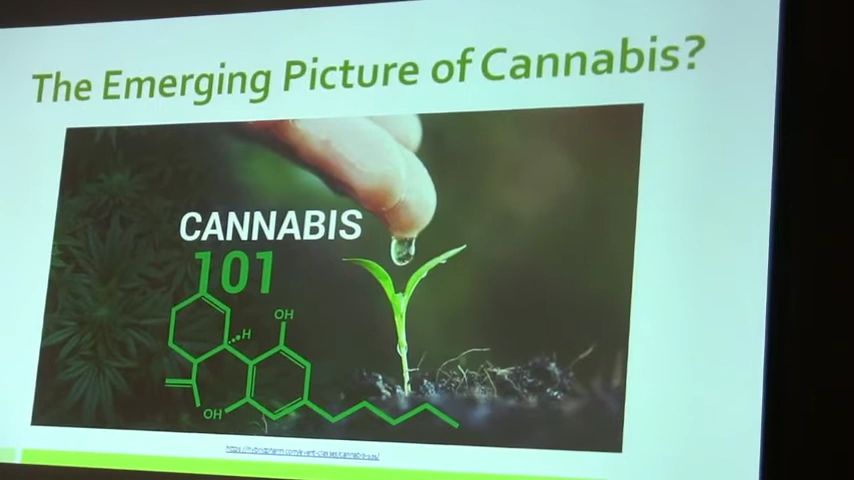 The Emerging Picture of Cannabis?
CANNABIS
101
OH
H
OH